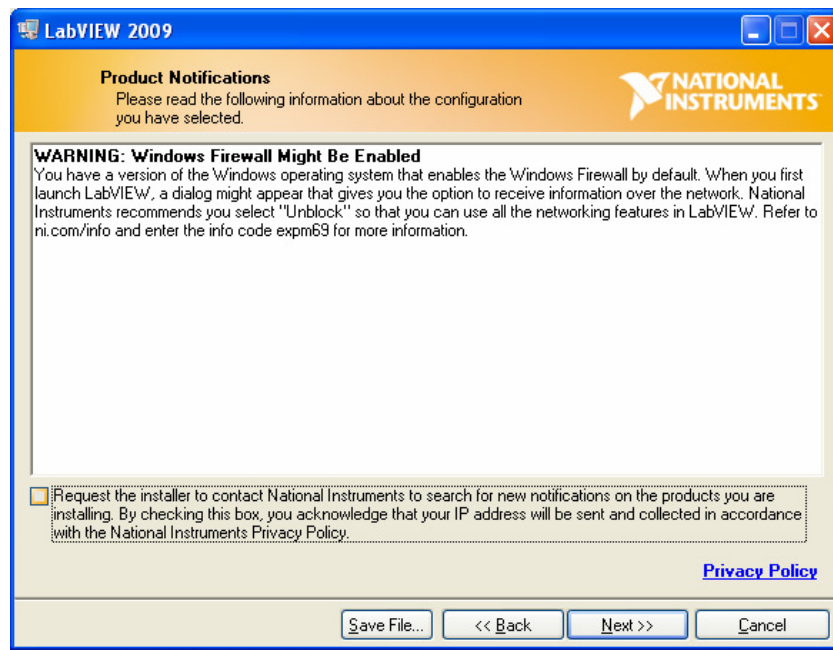 LabVIEW 2009
Product Notifications
Please read the following information about the configuration
you have selected.
NATIONAL
INSTRUMENTS™
WARNING: Windows Firewall Might Be Enabled
You have a version of the Windows operating system that enables the Windows Firewall by default. When you first
launch LabVIEW, a dialog might appear that gives you the option to receive information over the network. National
Instruments recommends you select "Unblock" so that you can use all the networking features in LabVIEW. Refer to
ni.com/info and enter the info code expm69 for more information.
Request the installer to contact National Instruments to search for new notifications on the products you are
installing. By checking this box, you acknowledge that your IP address will be sent and collected in accordance
with the National Instruments Privacy Policy.
Privacy Policy
Save File...
<< Back
Next >>
Cancel